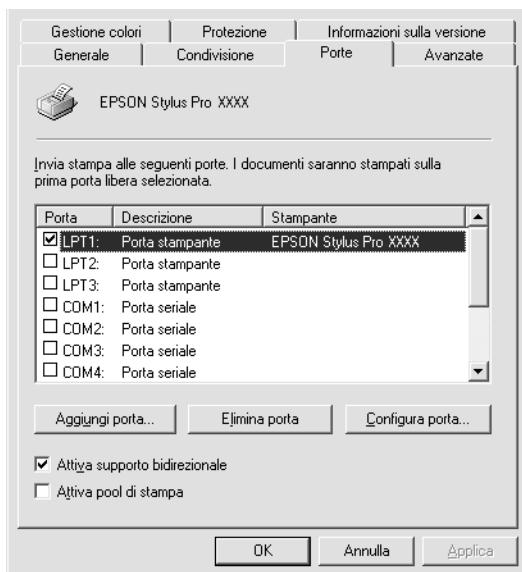 Gestione colori Protezione Informazioni sulla versione
Generale Condivisione Porte Avanzate
EPSON Stylus Pro XXXX
Invia stampa alle seguenti porte. I documenti saranno stampati sulla
prima porta libera selezionata.
Porta Descrizione Stampante
LPT1: Porta stampante EPSON Stylus Pro XXXX
LPT2: Porta stampante
LPT3: Porta stampante
COM1: Porta seriale
COM2: Porta seriale
COM3: Porta seriale
COM4: Porta seriale
Aggiungi porta... Elimina porta Configura porta...
Attiva supporto bidirezionale
Attiva pool di stampa
OK Annulla Applica